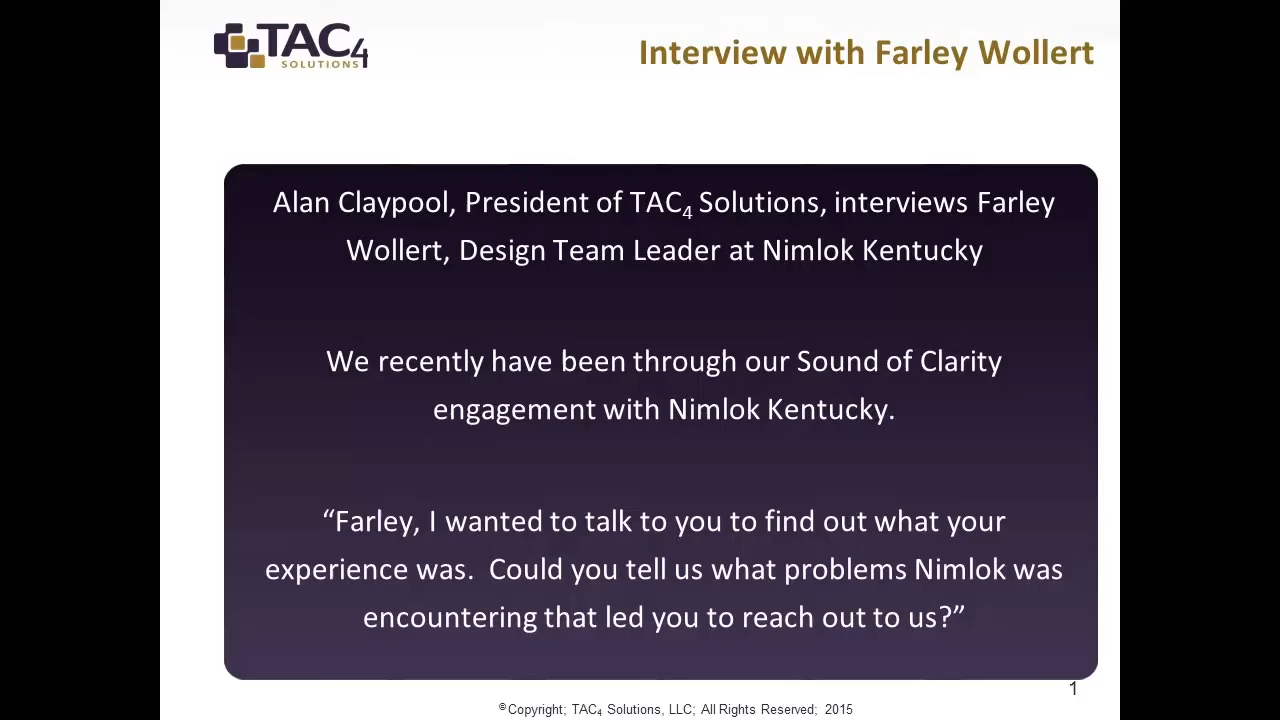 TAC4
SOLUTIONS
Interview with Farley Wollert
Alan Claypool, President of TAC4 Solutions, interviews Farley
Wollert, Design Team Leader at Nimlok Kentucky
We recently have been through our Sound of Clarity
engagement with Nimlok Kentucky.
“Farley, I wanted to talk to you to find out what your
experience was.  Could you tell us what problems Nimlok was
encountering that led you to reach out to us?”
1
©Copyright; TAC4 Solutions, LLC; All Rights Reserved; 2015